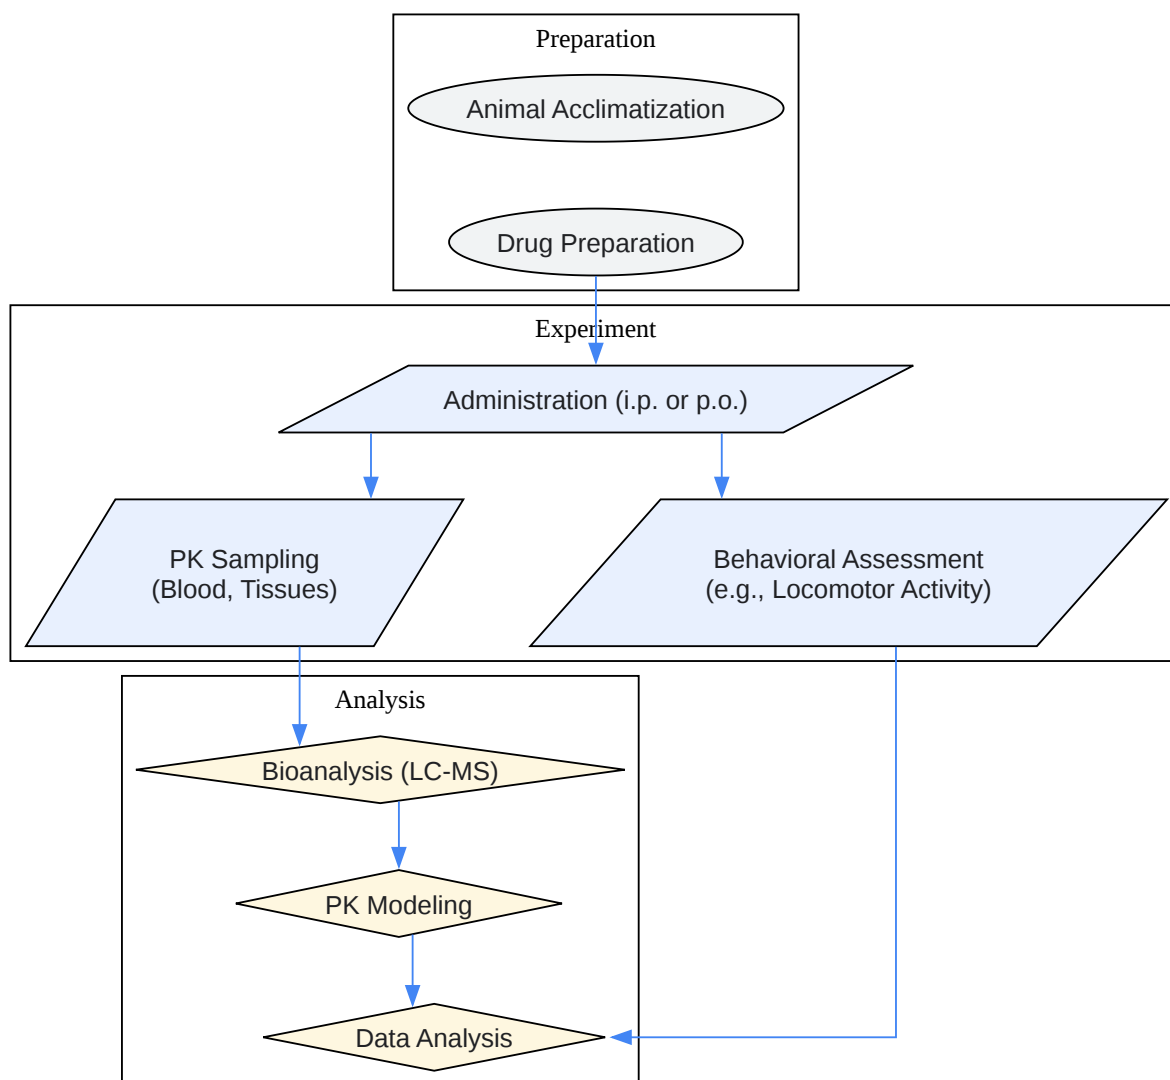 Preparation
Animal Acclimatization
Drug Preparation
Experiment
Administration (i.p. or p.o.)
PK Sampling
(Blood, Tissues)
Behavioral Assessment
(e.g., Locomotor Activity)
Analysis
Bioanalysis (LC-MS)
PK Modeling
Data Analysis